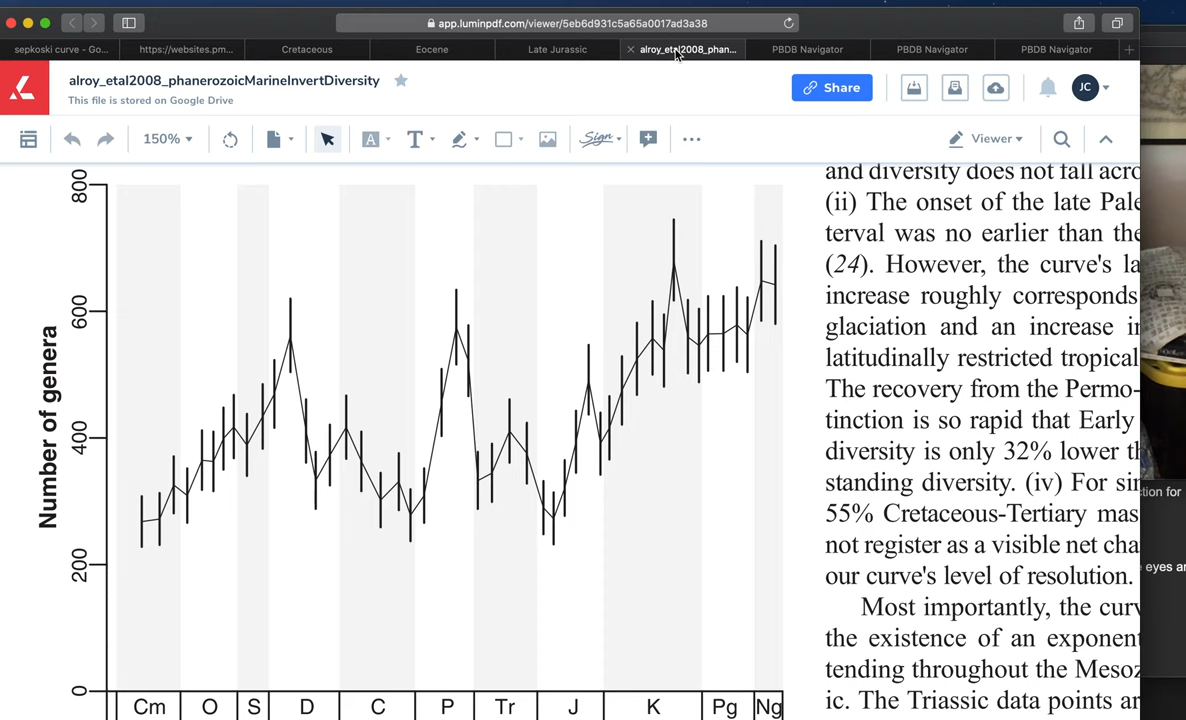 app.luminpdf.com/viewer/5eb6d931c5a65a0017ad3a38
sepkoski curve - Go...
https://websites.pm...
Cretaceous
Eocene
Late Jurassic
alroy_etal2008_phan...
PBDB Navigator
PBDB Navigator
PBDB Navigator
alroy_etal2008_phanerozoicMarineInvertDiversity
This file is stored on Google Drive
Share
JC
150%
A
T
Sign
Viewer
800
600
400
200
0
Number of genera
Cm O S D C P Tr J K Pg Ng
and diversity does not fall acro
(ii) The onset of the late Pale
terval was no earlier than the
(24). However, the curve's la
increase roughly corresponds
glaciation and an increase in
latitudinally restricted tropical
The recovery from the Permo-
tinction is so rapid that Early
diversity is only 32% lower th
standing diversity. (iv) For sin
55% Cretaceous-Tertiary mas
not register as a visible net cha
our curve's level of resolution.
Most importantly, the curv
the existence of an exponent
tending throughout the Mesoz
ic. The Triassic data points ar
ction for
e eyes ar